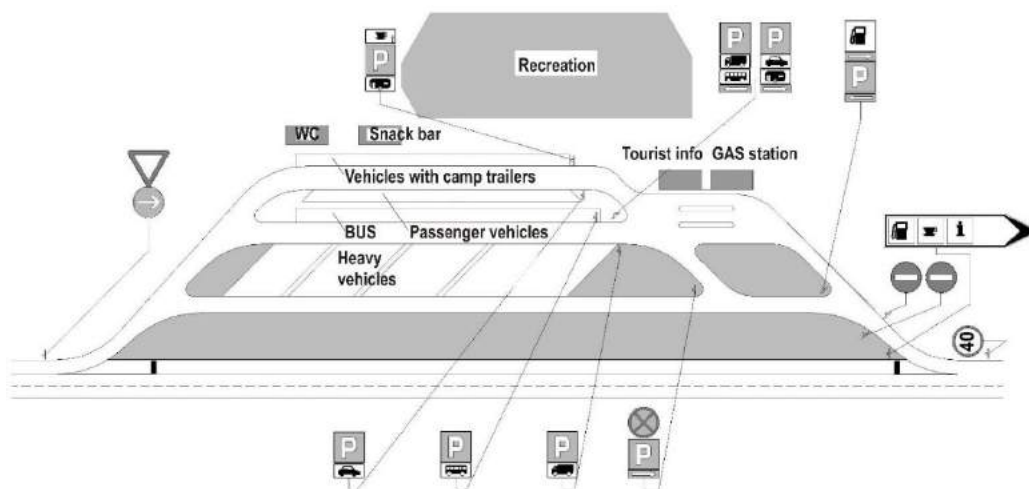 P
P
P
P
P
Recreation
WC
Snack bar
Tourist info
GAS station
Vehicles with camp trailers
BUS
Passenger vehicles
Heavy
vehicles
i
40
P
P
P
P